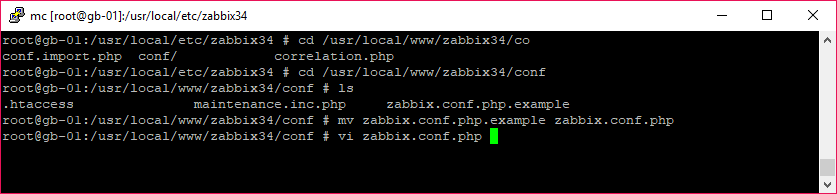 mc [root@gb-01]:/usr/local/etc/zabbix34
root@gb-01:/usr/local/etc/zabbix34 # cd /usr/local/www/zabbix34/co
conf.import.php  conf/            correlation.php
root@gb-01:/usr/local/etc/zabbix34 # cd /usr/local/www/zabbix34/conf
root@gb-01:/usr/local/www/zabbix34/conf # ls
.htaccess               maintenance.inc.php     zabbix.conf.php.example
root@gb-01:/usr/local/www/zabbix34/conf # mv zabbix.conf.php.example zabbix.conf.php
root@gb-01:/usr/local/www/zabbix34/conf # vi zabbix.conf.php